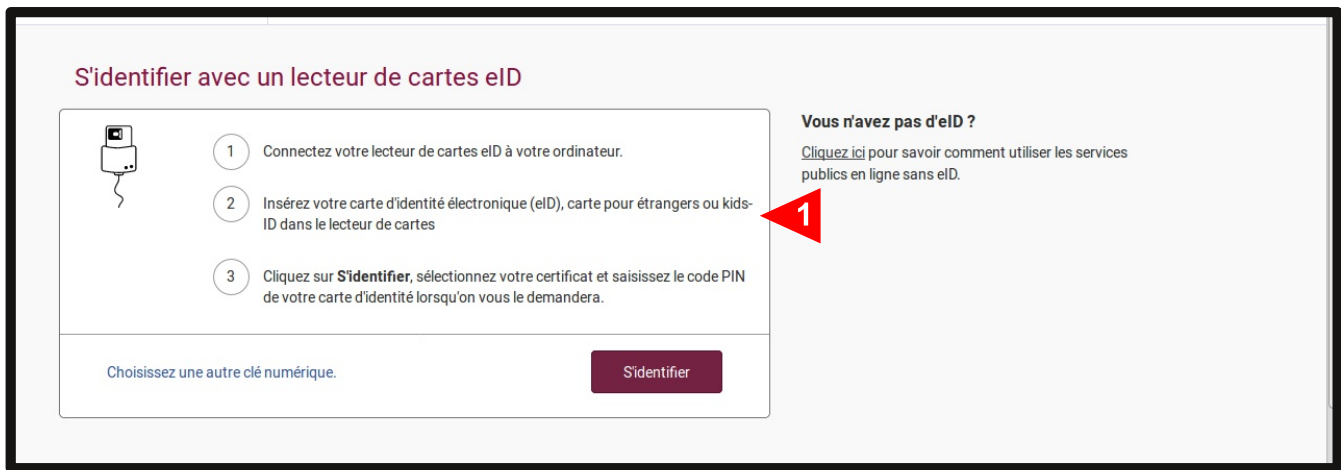 S'identifier avec un lecteur de cartes eID
1
Connectez votre lecteur de cartes eID à votre ordinateur.
2
Insérez votre carte d'identité électronique (eID), carte pour étrangers ou kids-
ID dans le lecteur de cartes
3
Cliquez sur S'identifier, sélectionnez votre certificat et saisissez le code PIN
de votre carte d'identité lorsqu'on vous le demandera.
Choisissez une autre clé numérique.
S'identifier
Vous n'avez pas d'eID ?
Cliquez ici pour savoir comment utiliser les services
publics en ligne sans eID.
1